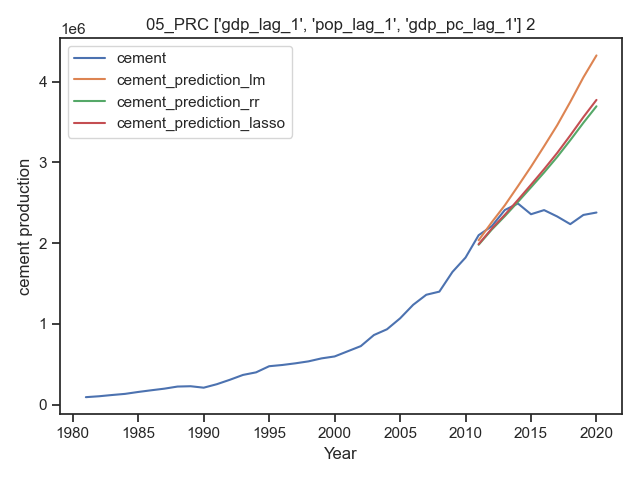 05_PRC ['gdp_lag_1', 'pop_lag_1', 'gdp_pc_lag_1'] 2
1e6
cement
cement_prediction_lm
cement_prediction_rr
cement_prediction_lasso
4
3
2
1
0
cement production
1980 1985 1990 1995 2000 2005 2010 2015 2020
Year